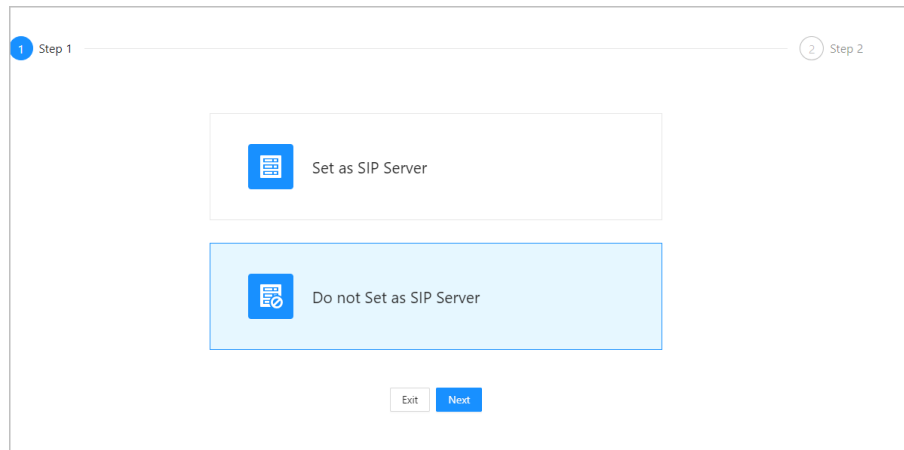 1 Step 1
2 Step 2
Set as SIP Server
Do not Set as SIP Server
Exit Next